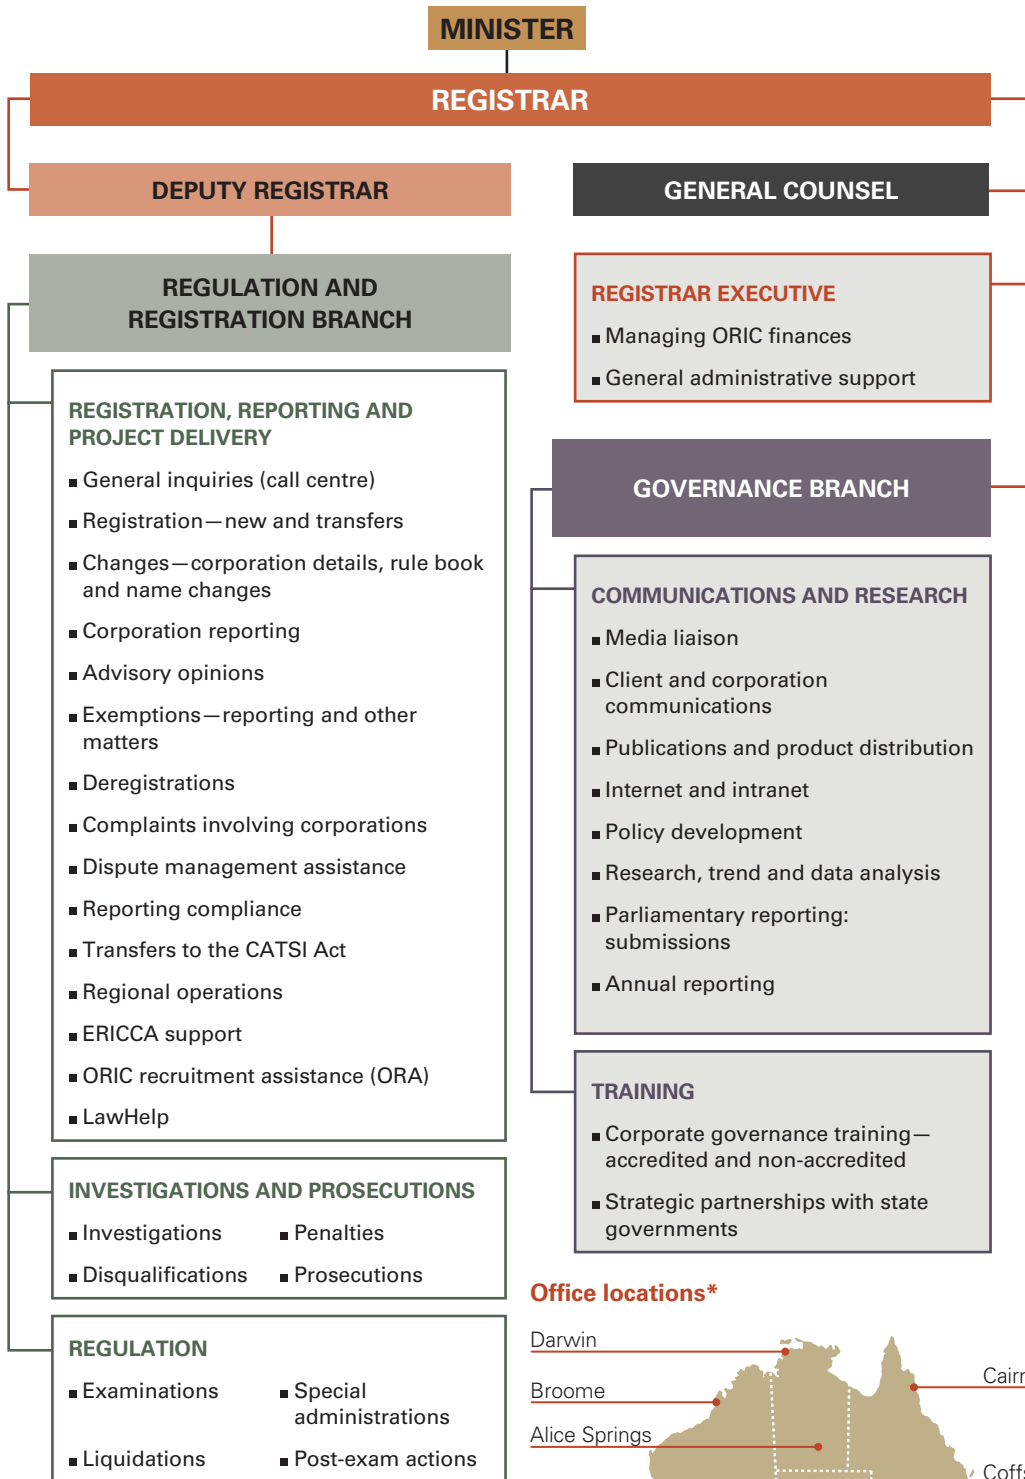 MINISTER
REGISTRAR
DEPUTY REGISTRAR
GENERAL COUNSEL
REGULATION AND
REGISTRATION BRANCH
REGISTRATION, REPORTING AND
PROJECT DELIVERY
General inquiries (call centre)
Registration—new and transfers
Changes—corporation details, rule book
and name changes
Corporation reporting
Advisory opinions
Exemptions—reporting and other
matters
Deregistrations
Complaints involving corporations
Dispute management assistance
Reporting compliance
Transfers to the CATSI Act
Regional operations
ERICCA support
ORIC recruitment assistance (ORA)
LawHelp
INVESTIGATIONS AND PROSECUTIONS
Investigations
Penalties
Disqualifications
Prosecutions
REGULATION
Examinations
Special
administrations
Liquidations
Post-exam actions
REGISTRAR EXECUTIVE
Managing ORIC finances
General administrative support
GOVERNANCE BRANCH
COMMUNICATIONS AND RESEARCH
Media liaison
Client and corporation
communications
Publications and product distribution
Internet and intranet
Policy development
Research, trend and data analysis
Parliamentary reporting:
submissions
Annual reporting
TRAINING
Corporate governance training—
accredited and non-accredited
Strategic partnerships with state
governments
Office locations*
Darwin
Broome
Alice Springs